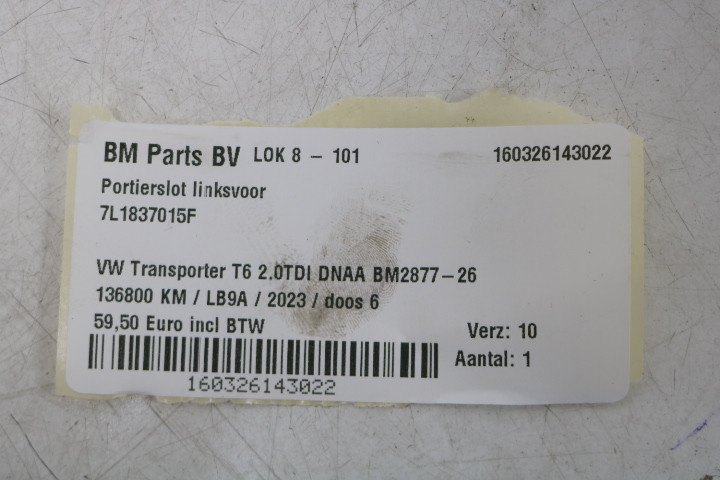 BM Parts BV LOK 8 - 101 160326143022
Portierslot linksvoor
7L1837015F
VW Transporter T6 2.0TDI DNAA BM2877-26
136800 KM / LB9A / 2023 / doos 6
59,50 Euro incl BTW
Verz: 10
Aantal: 1
160326143022